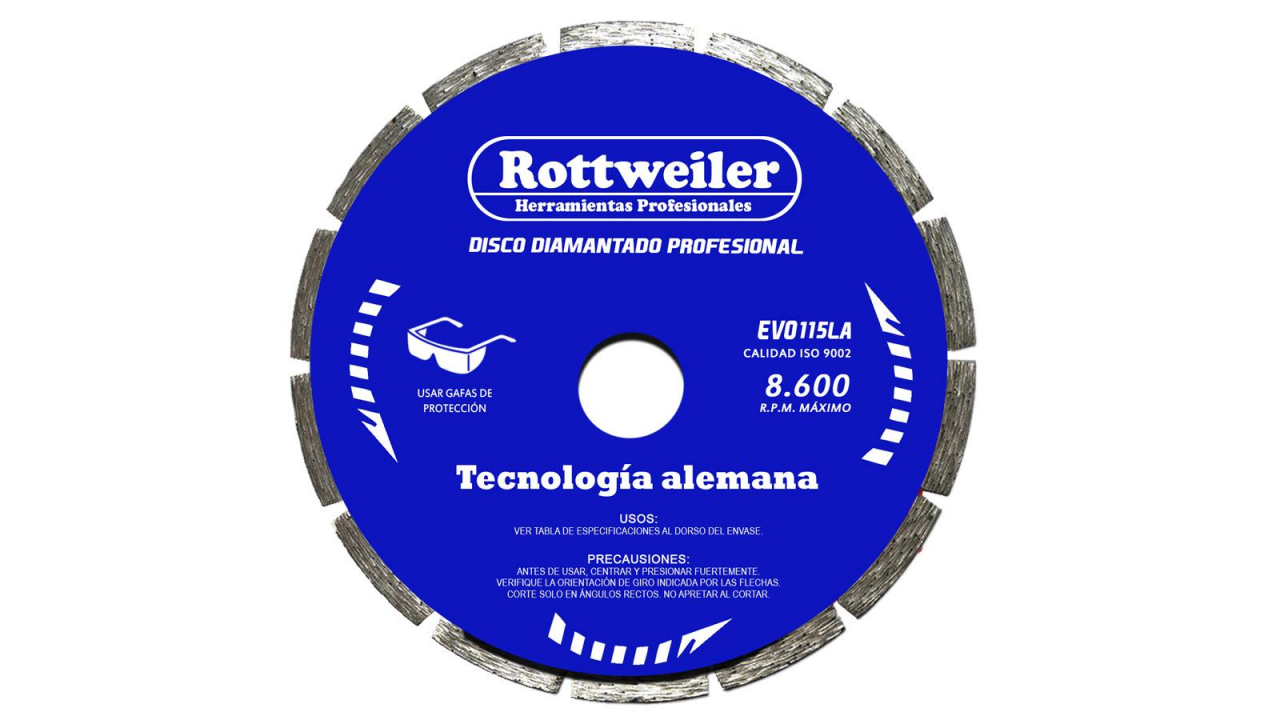 Rottweiler
Herramientas Profesionales
DISCO DIAMANTADO PROFESIONAL
EVO115LA
CALIDAD ISO 9002
8.600
R.P.M. MÁXIMO
USAR GAFAS DE
PROTECCIÓN
Tecnología alemana
USOS:
VER TABLA DE ESPECIFICACIONES AL DORSO DEL ENVASE.
PRECAUSIONES:
ANTES DE USAR, CENTRAR Y PRESIONAR FUERTEMENTE.
VERIFIQUE LA ORIENTACIÓN DE GIRO INDICADA POR LAS FLECHAS.
CORTE SOLO EN ÁNGULOS RECTOS. NO APRETAR AL CORTAR.